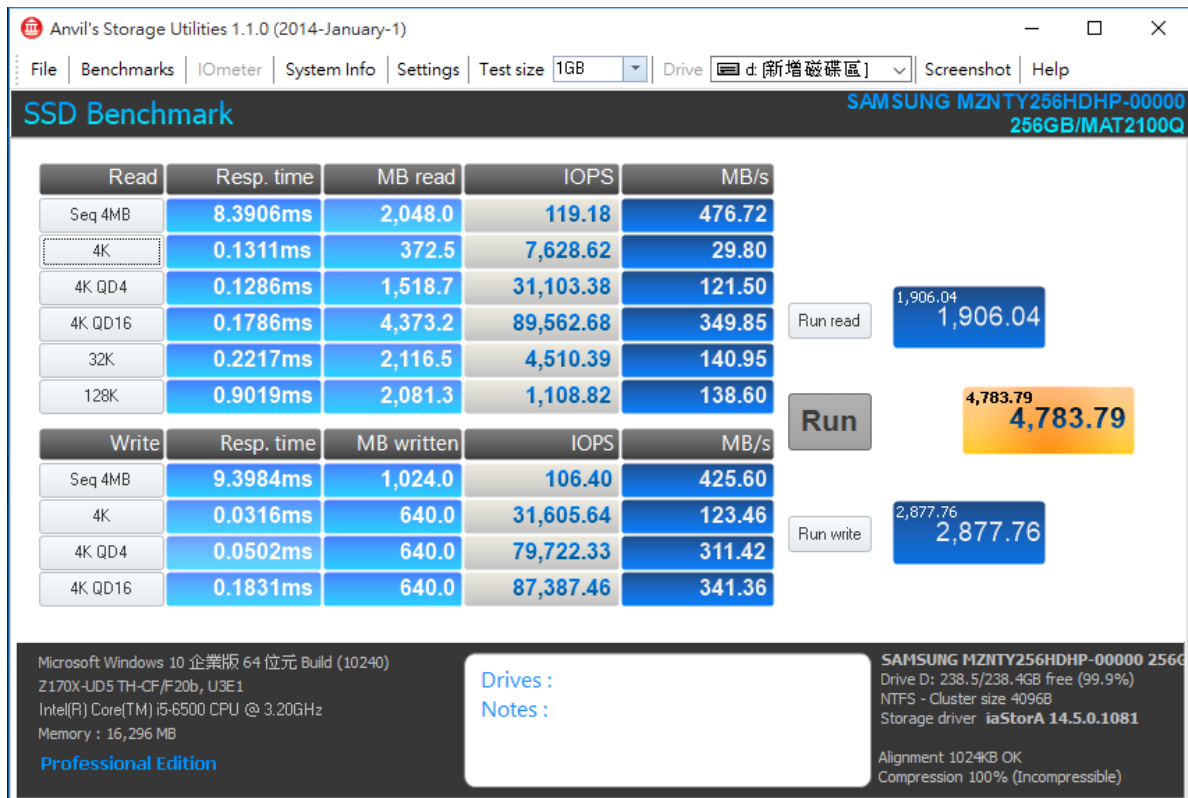 Anvil's Storage Utilities 1.1.0 (2014-January-1)
File Benchmarks IOmeter System Info Settings Test size 1GB Drive d: [新增磁碟區] Screenshot Help
SSD Benchmark
SAMSUNG MZNTY256HDHP-00000
256GB/MAT2100Q
Read Resp. time MB read IOPS MB/s
Seq 4MB 8.3906ms 2,048.0 119.18 476.72
4K 0.1311ms 372.5 7,628.62 29.80
4K QD4 0.1286ms 1,518.7 31,103.38 121.50
4K QD16 0.1786ms 4,373.2 89,562.68 349.85
32K 0.2217ms 2,116.5 4,510.39 140.95
128K 0.9019ms 2,081.3 1,108.82 138.60
Run read
1,906.04
1,906.04
Run
4,783.79
4,783.79
Write Resp. time MB written IOPS MB/s
Seq 4MB 9.3984ms 1,024.0 106.40 425.60
4K 0.0316ms 640.0 31,605.64 123.46
4K QD4 0.0502ms 640.0 79,722.33 311.42
4K QD16 0.1831ms 640.0 87,387.46 341.36
Run write
2,877.76
2,877.76
Microsoft Windows 10 企業版 64 位元 Build (10240)
Z170X-UD5 TH-CF/F20b, U3E1
Intel(R) Core(TM) i5-6500 CPU @ 3.20GHz
Memory : 16,296 MB
Professional Edition
Drives :
Notes :
SAMSUNG MZNTY256HDHP-00000 256G
Drive D: 238.5/238.4GB free (99.9%)
NTFS - Cluster size 4096B
Storage driver iaStorA 14.5.0.1081
Alignment 1024KB OK
Compression 100% (Incompressible)